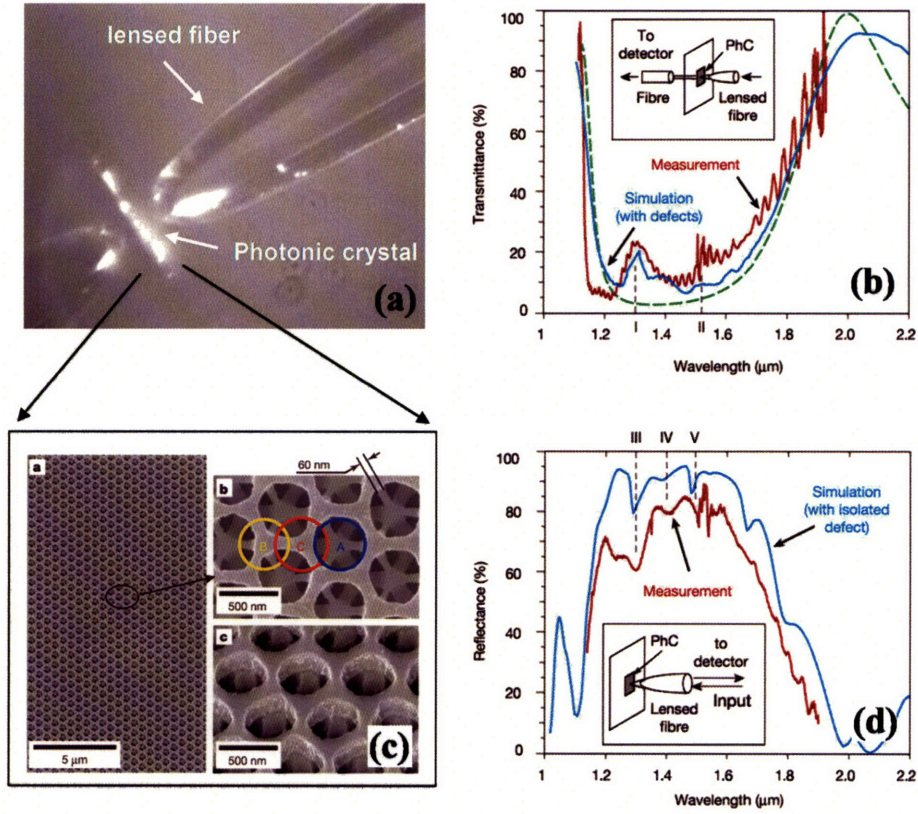 lensed fiber
Photonic crystal
(a)
Transmittance (%)
100
80
60
40
20
0
To
detector
PhC
Fibre
Lensed
fibre
Measurement
Simulation
(with defects)
(b)
1
1.2
1.4
1.6
1.8
2.0
2.2
I
II
Wavelength (μm)
a
5 μm
60 nm
b
B
C
A
500 nm
c
500 nm
(c)
III
IV
V
Reflectance (%)
100
80
60
40
20
0
Simulation
(with isolated
defect)
Measurement
PhC
to
detector
Input
Lensed
fibre
(d)
1
1.2
1.4
1.6
1.8
2.0
2.2
Wavelength (μm)